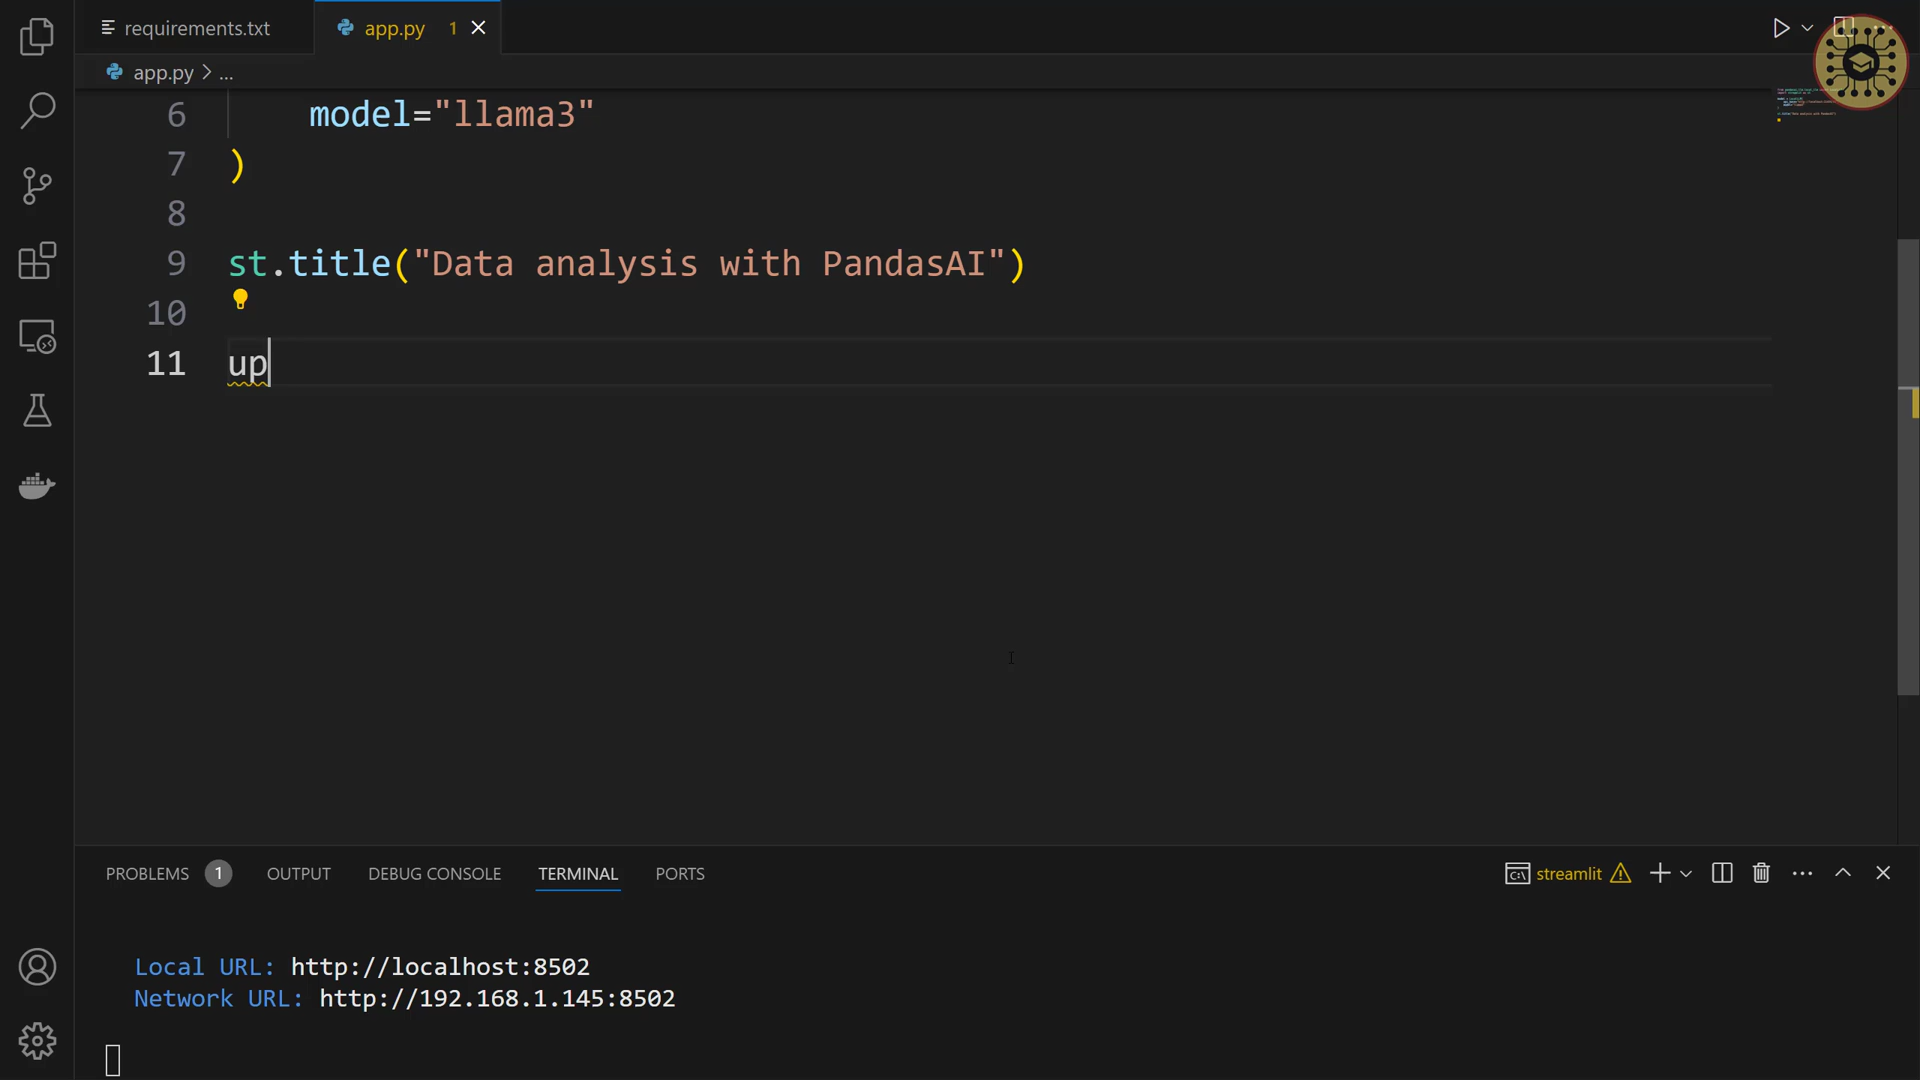 requirements.txt
app.py 1
app.py > ...
6 model="llama3"
7 )
8
9 st.title("Data analysis with PandasAI")
10
11 up
PROBLEMS 1 OUTPUT DEBUG CONSOLE TERMINAL PORTS
streamlit
Local URL: http://localhost:8502
Network URL: http://192.168.1.145:8502